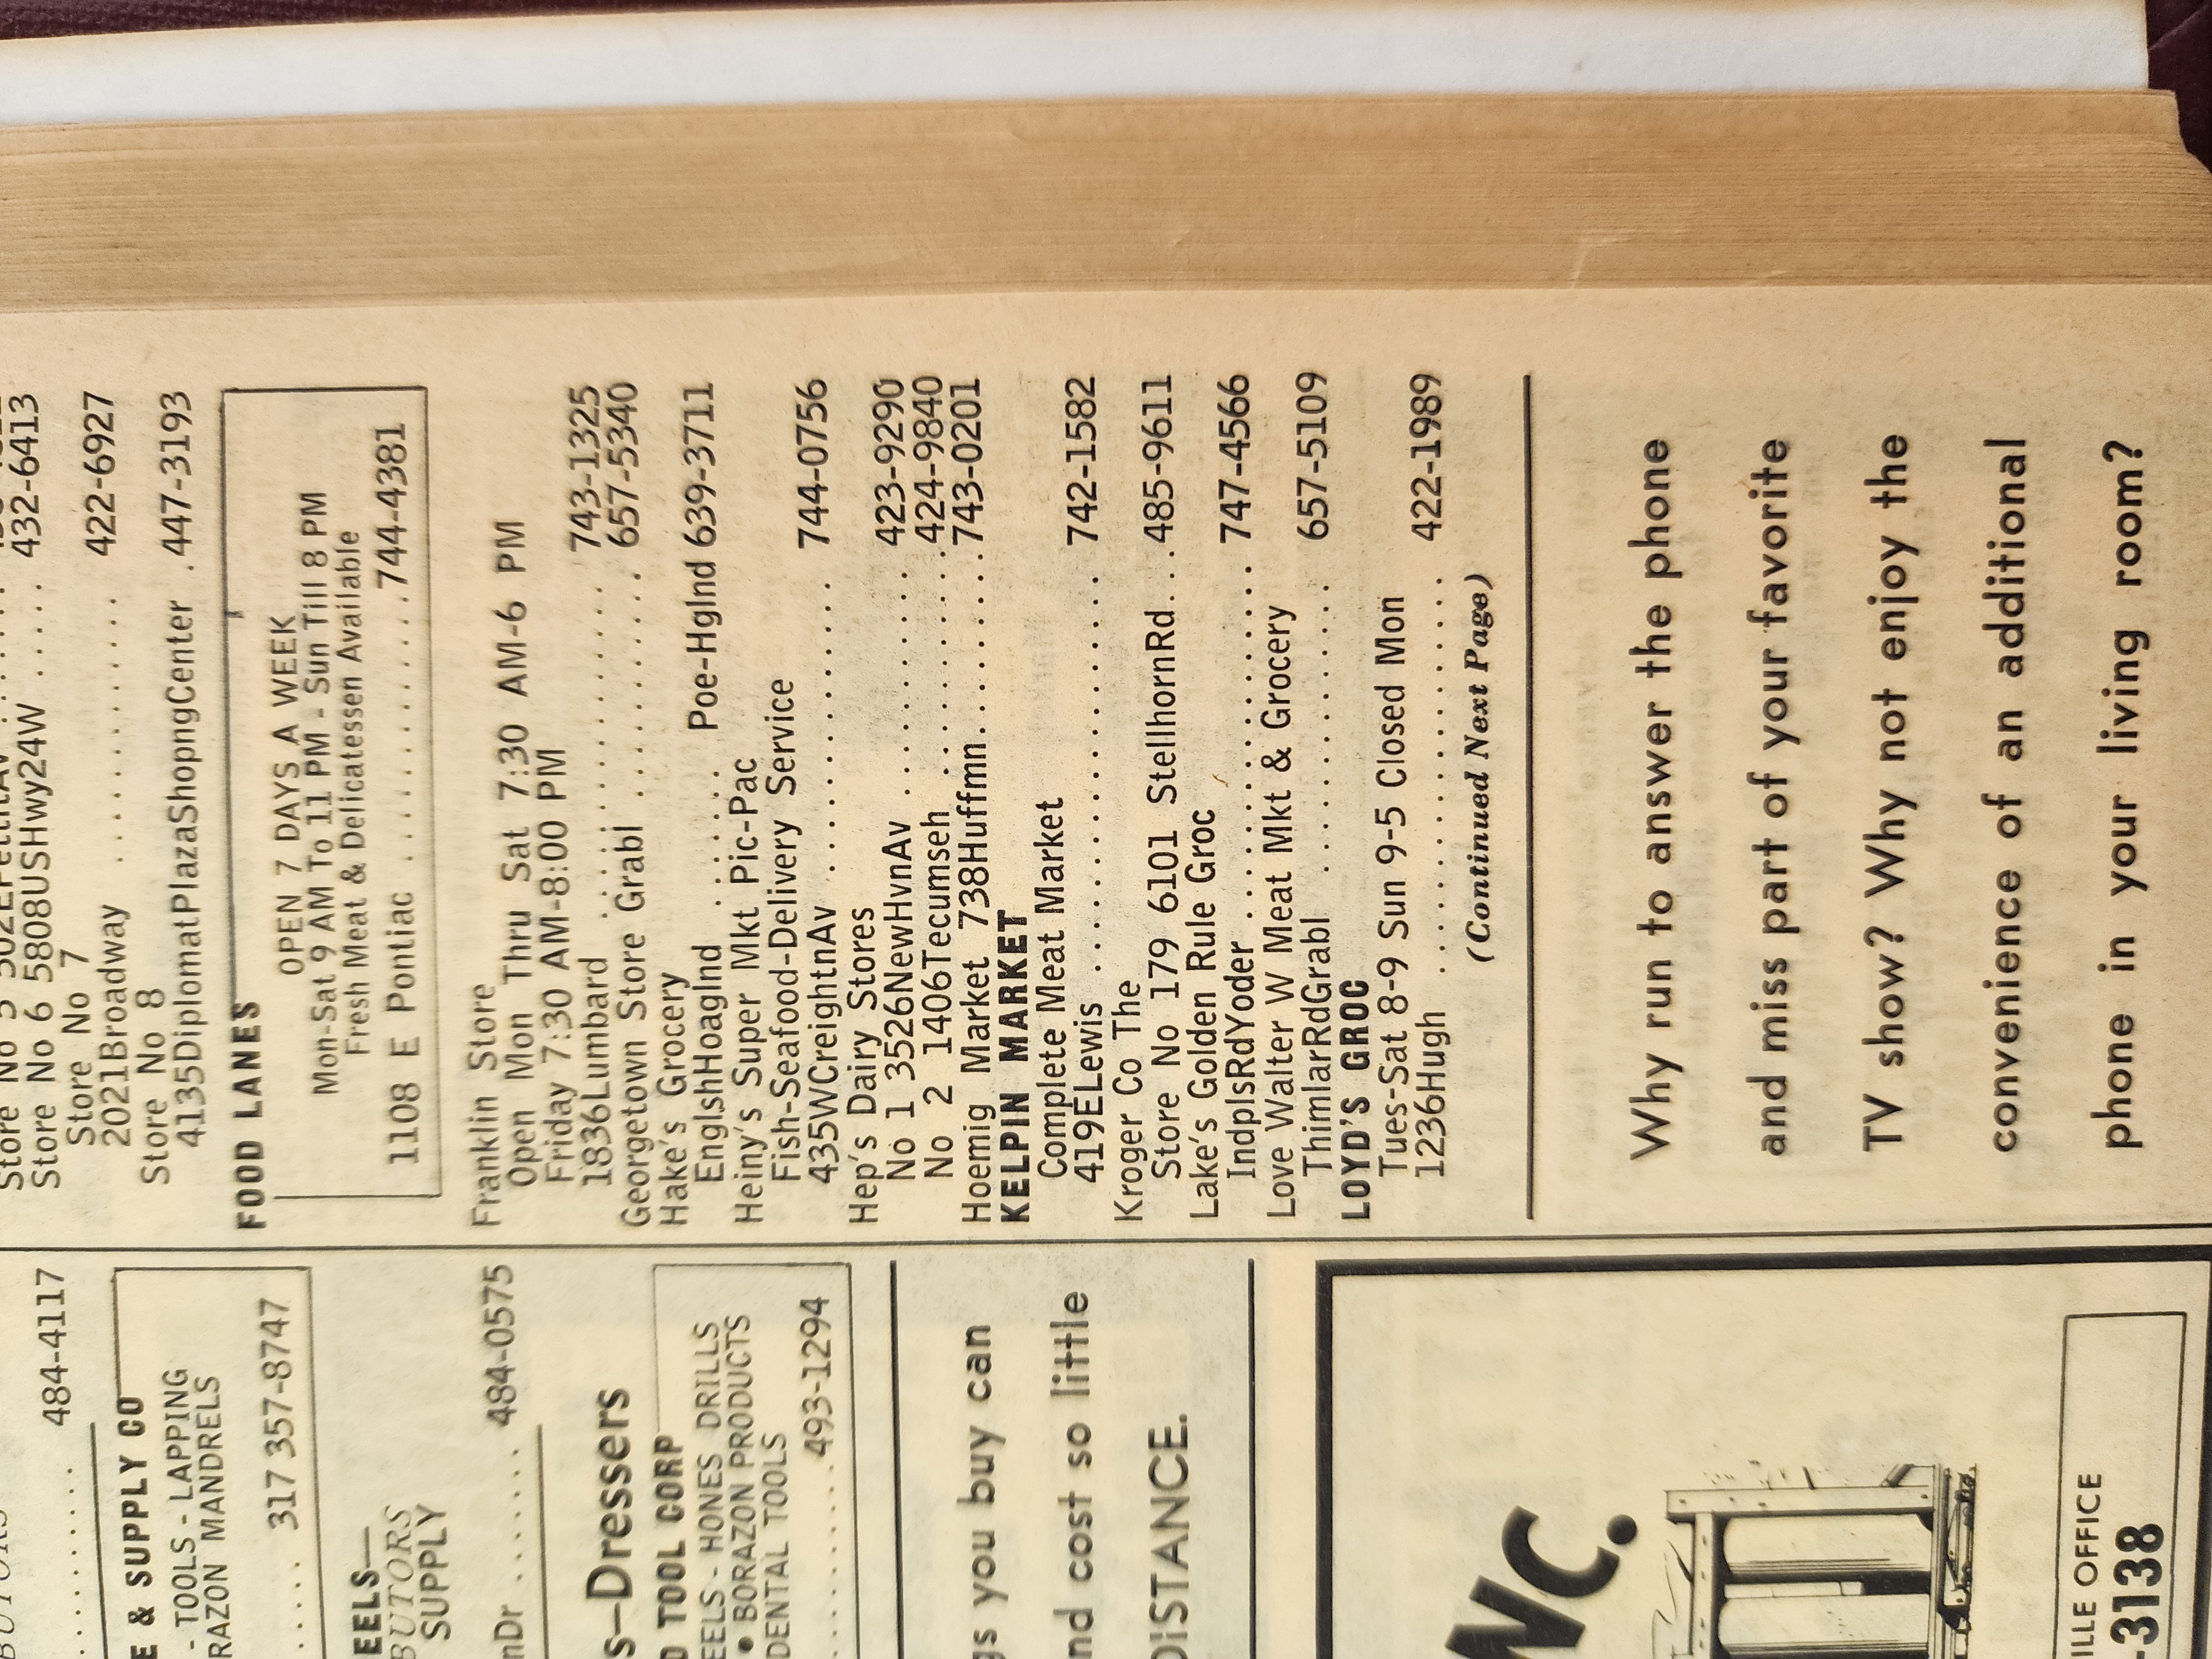 484-4117
E & SUPPLY CO
- TOOLS - LAPPING
RAZON MANDRELS
317 357-8747
EELS—
BUTORS
SUPPLY
nDr 484-0575
s—Dressers
D TOOL CORP
EELS - HONES DRILLS
• BORAZON PRODUCTS
DENTAL TOOLS
493-1294
gs you buy can
nd cost so little
DISTANCE.
NC.
ILLE OFFICE
-3138
Store No 6 5808USHwy24W ..... 432-6413
Store No 7
2021Broadway ............ 422-6927
Store No 8
4135DiplomatPlazaShopngCenter .447-3193
FOOD LANES
OPEN 7 DAYS A WEEK
Mon-Sat 9 AM To 11 PM - Sun Till 8 PM
Fresh Meat & Delicatessen Available
1108 E Pontiac ..............744-4381
Franklin Store
Open Mon Thru Sat 7:30 AM-6 PM
Friday 7:30 AM-8:00 PM
1836Lumbard ............... 743-1325
Georgetown Store Grabl ......... 657-5340
Hake's Grocery
EnglshHoagInd ....... Poe-HgInd 639-3711
Heiny's Super Mkt Pic-Pac
Fish-Seafood-Delivery Service
435WCreightnAv .............. 744-0756
Hep's Dairy Stores
No 1 3526NewHvnAv .......... 423-9290
No 2 1406Tecumseh ...........424-9840
Hoemig Market 738Huffmn.........743-0201
KELPIN MARKET
Complete Meat Market
419ELewis ................... 742-1582
Kroger Co The
Store No 179 6101 StellhornRd...485-9611
Lake's Golden Rule Groc
IndplsRdYoder ................. 747-4566
Love Walter W Meat Mkt & Grocery
ThimlarRdGrabl .............. 657-5109
LOYD'S GROC
Tues-Sat 8-9 Sun 9-5 Closed Mon
1236Hugh ................... 422-1989
(Continued Next Page)
Why run to answer the phone
and miss part of your favorite
TV show? Why not enjoy the
convenience of an additional
phone in your living room?